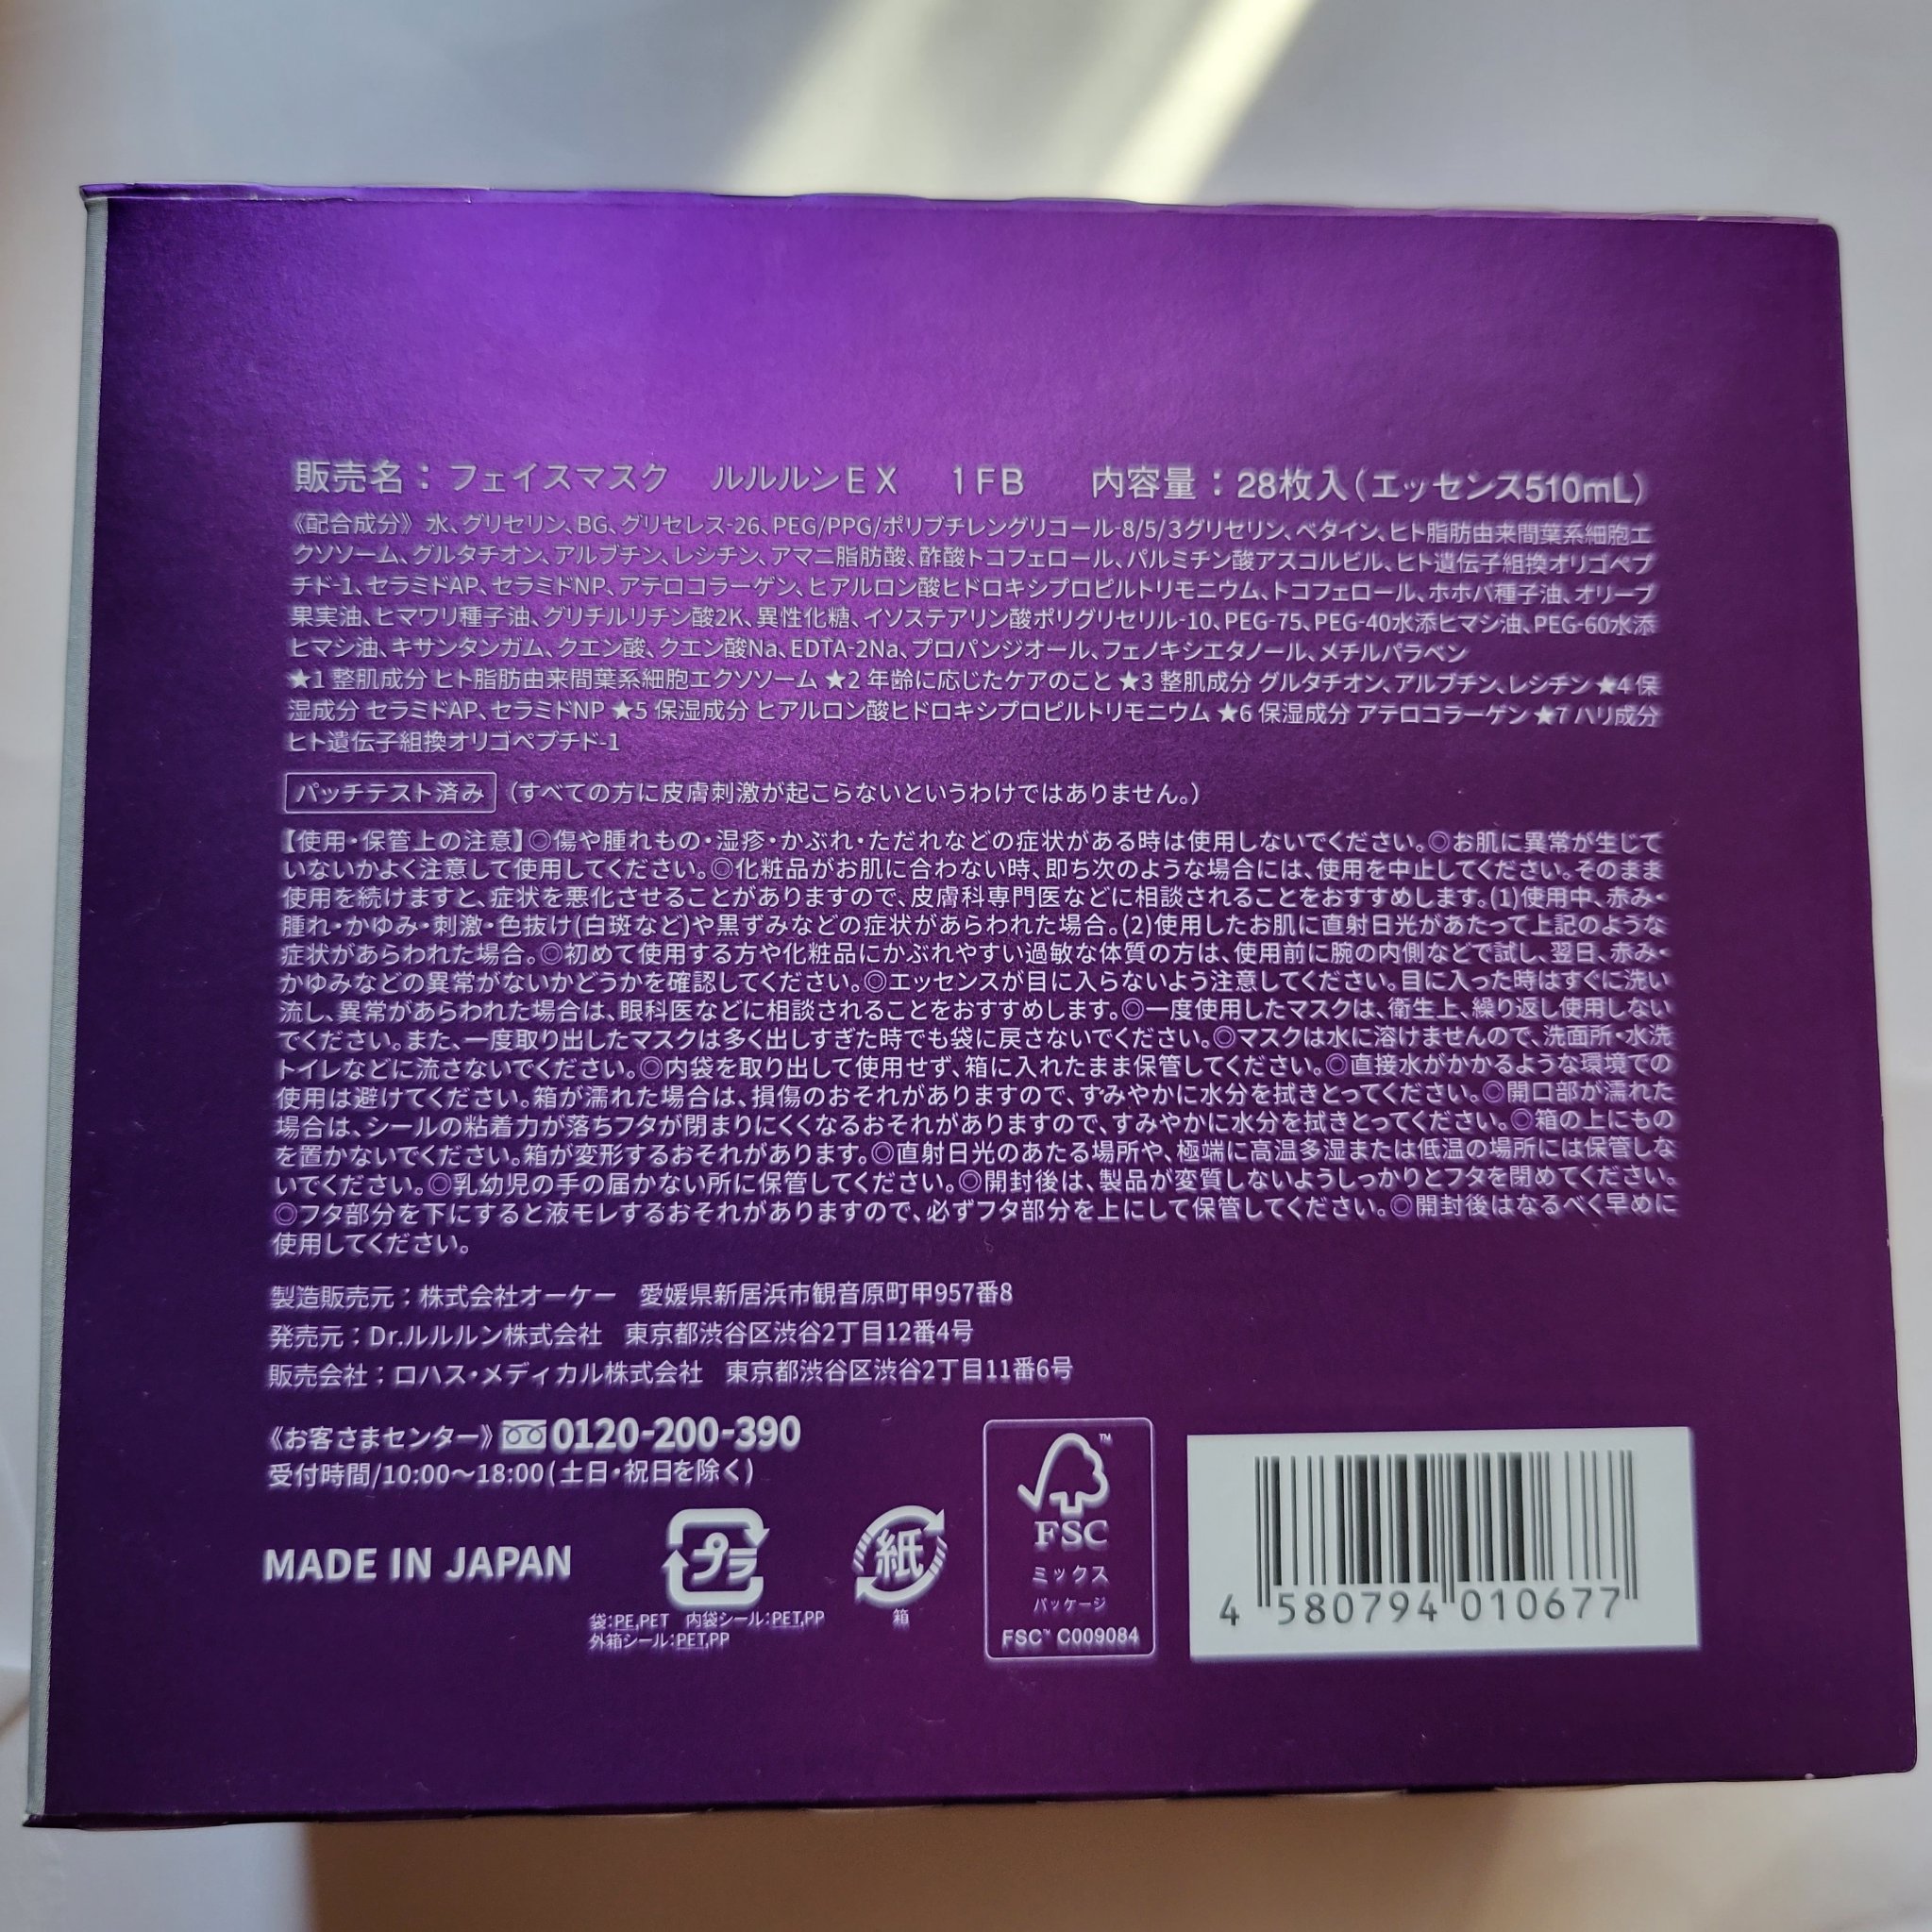 販売名：フェイスマスク　ルルルンEX　1FB　内容量：28枚入(エッセンス510mL)
《配合成分》水、グリセリン、BG、グリセレス-26、PEG/PPG/ポリブチレングリコール-8/5/3グリセリン、ベタイン、ヒト脂肪由来間葉系細胞エ
クソソーム、グルタチオン、アルブチン、レシチン、アマニ脂肪酸、酢酸トコフェロール、パルミチン酸アスコルビル、ヒト遺伝子組換オリゴペプ
チド-1、セラミドAP、セラミドNP、アテロコラーゲン、ヒアルロン酸ヒドロキシプロピルトリモニウム、トコフェロール、ホホバ種子油、オリーブ
果実油、ヒマワリ種子油、グリチルリチン酸2K、異性化糖、イソステアリン酸ポリグリセリル-10、PEG-75、PEG-40水添ヒマシ油、PEG-60水添
ヒマシ油、キサンタンガム、クエン酸、クエン酸Na、EDTA-2Na、プロパンジオール、フェノキシエタノール、メチルパラベン
★1 整肌成分 ヒト脂肪由来間葉系細胞エクソソーム ★2 年齢に応じたケアのこと ★3 整肌成分 グルタチオン、アルブチン、レシチン ★4 保
湿成分 セラミドAP、セラミドNP ★5 保湿成分 ヒアルロン酸ヒドロキシプロピルトリモニウム ★6 保湿成分 アテロコラーゲン ★7 ハリ成分
ヒト遺伝子組換オリゴペプチド-1
パッチテスト済み (すべての方に皮膚刺激が起こらないというわけではありません。)
【使用・保管上の注意】◎傷や腫れもの・湿疹・かぶれ・ただれなどの症状がある時は使用しないでください。◎お肌に異常が生じて
いないかよく注意して使用してください。◎化粧品がお肌に合わない時、即ち次のような場合には、使用を中止してください。そのまま
使用を続けますと、症状を悪化させることがありますので、皮膚科専門医などに相談されることをおすすめします。(1)使用中、赤み・
腫れ・かゆみ・刺激・色抜け(白斑など)や黒ずみなどの症状があらわれた場合。(2)使用したお肌に直射日光があたって上記のような
症状があらわれた場合。◎初めて使用する方や化粧品にかぶれやすい過敏な体質の方は、使用前に腕の内側などで試し、翌日、赤み・
かゆみなどの異常がないかどうかを確認してください。◎エッセンスが目に入らないよう注意してください。目に入った時はすぐに洗い
流し、異常があらわれた場合は、眼科医などに相談されることをおすすめします。◎一度使用したマスクは、衛生上、繰り返し使用しない
でください。また、一度取り出したマスクは多く出しすぎた時でも袋に戻さないでください。◎マスクは水に溶けませんので、洗面所・水洗
トイレなどに流さないでください。◎内袋を取り出して使用せず、箱に入れたまま保管してください。◎直接水がかかるような環境での
使用は避けてください。箱が濡れた場合は、損傷のおそれがありますので、すみやかに水分を拭きとってください。◎開口部が濡れた
場合は、シールの粘着力が落ちフタが閉まりにくくなるおそれがありますので、すみやかに水分を拭きとってください。◎箱の上にもの
を置かないでください。箱が変形するおそれがあります。◎直射日光のあたる場所や、極端に高温多湿または低温の場所には保管しな
いでください。◎乳幼児の手の届かない所に保管してください。◎開封後は、製品が変質しないようしっかりとフタを閉めてください。
◎フタ部分を下にすると液モレするおそれがありますので、必ずフタ部分を上にして保管してください。◎開封後はなるべく早めに
使用してください。
製造販売元：株式会社オーケー　愛媛県新居浜市観音原町甲957番8
発売元：Dr.ルルルン株式会社　東京都渋谷区渋谷2丁目12番4号
販売会社：ロハス・メディカル株式会社　東京都渋谷区渋谷2丁目11番6号
《お客さまセンター》0120-200-390
受付時間/10:00～18:00(土日・祝日を除く)
MADE IN JAPAN
プラ
袋：PE,PET　内袋シール：PET,PP
外箱シール：PET,PP
紙
箱
FSC
ミックス
パッケージ
FSC™ C009084
4 580794 010677